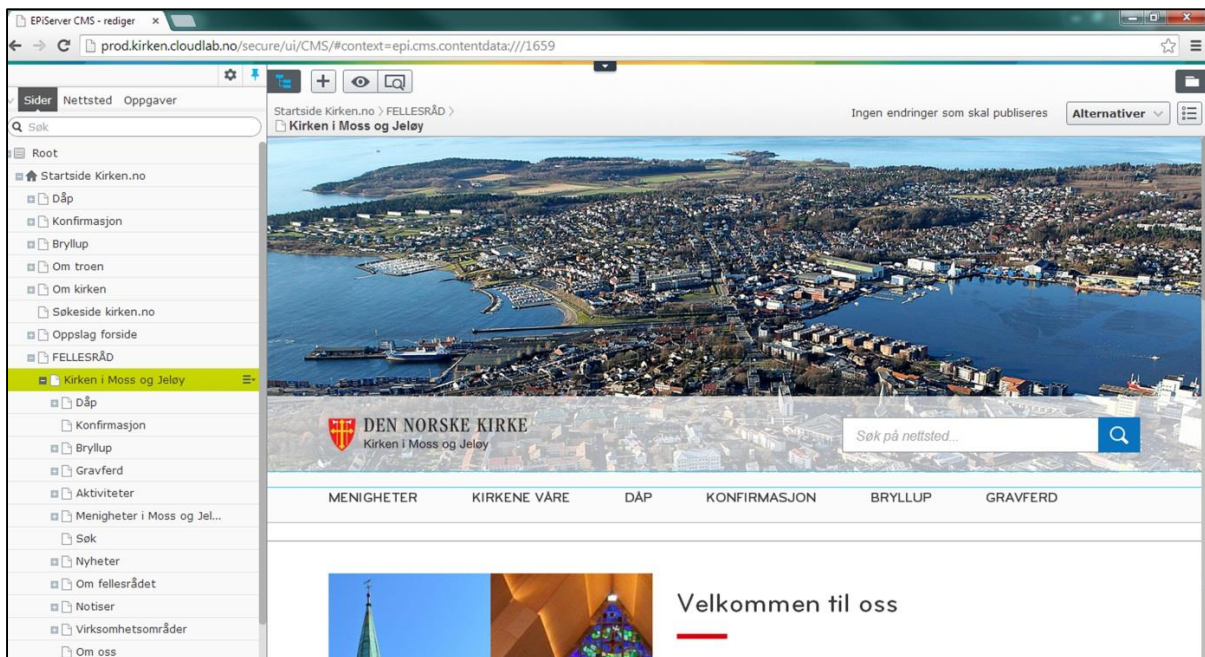 EPiServer CMS - rediger
prod.kirken.cloudlab.no/secure/ui/CMS/#context=epi.cms.contentdata:///1659
Sider Nettsted Oppgaver
Søk
Root
Startside Kirken.no
Dåp
Konfirmasjon
Bryllup
Om troen
Om kirken
Søkeside kirken.no
Oppslag forside
FELLESRÅD
Kirken i Moss og Jeløy
Dåp
Konfirmasjon
Bryllup
Gravferd
Aktiviteter
Menigheter i Moss og Jel...
Søk
Nyheter
Om fellesrådet
Notiser
Virksomhetsområder
Om oss
Startside Kirken.no > FELLESRÅD >
Kirken i Moss og Jeløy
Ingen endringer som skal publiseres Alternativer
DEN NORSKE KIRKE
Kirken i Moss og Jeløy
Søk på nettsted...
MENIGHETER KIRKENE VÅRE DÅP KONFIRMASJON BRYLLUP GRAVFERD
Velkommen til oss